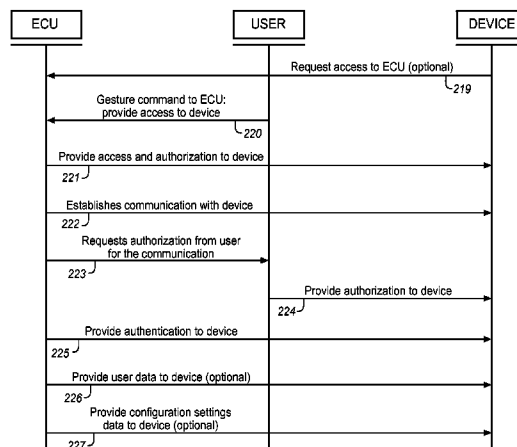 ECU
USER
DEVICE
Request access to ECU (optional)
219
Gesture command to ECU:
provide access to device
220
Provide access and authorization to device
221
Establishes communication with device
222
Requests authorization from user
for the communication
223
Provide authorization to device
224
Provide authentication to device
225
Provide user data to device (optional)
226
Provide configuration settings
data to device (optional)
227